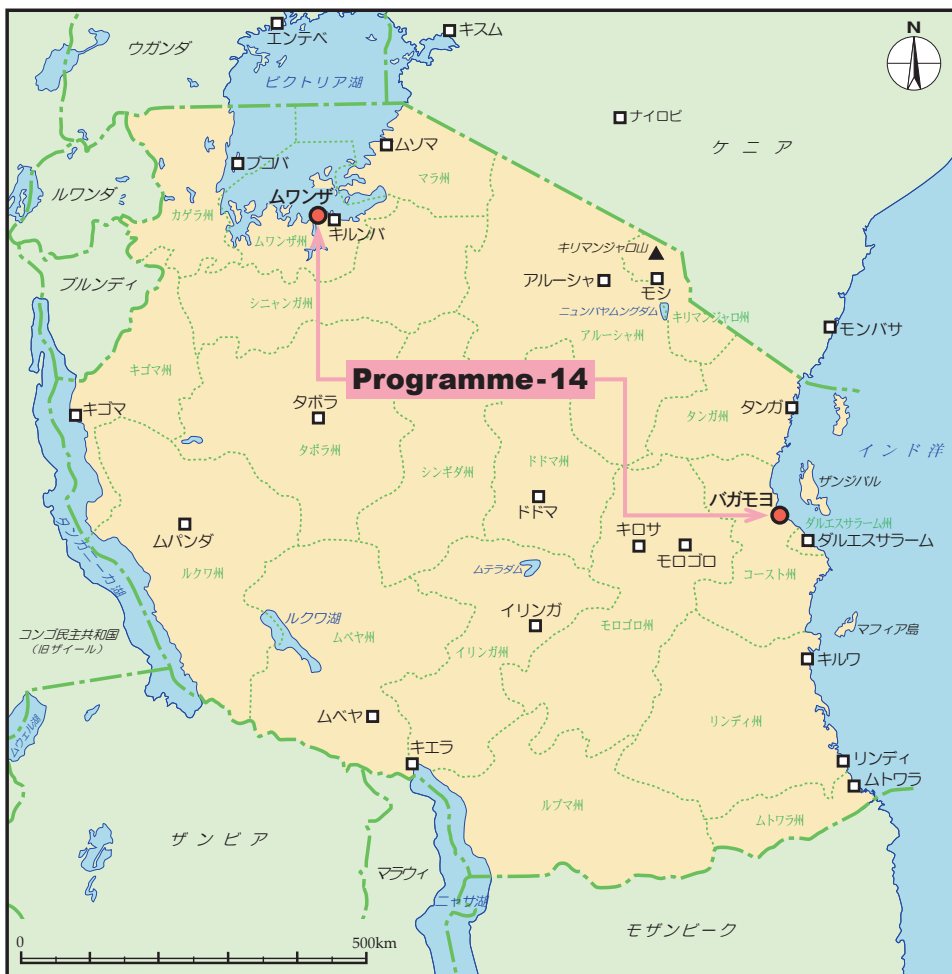 エンテベ
キスム
ウガンダ
ビクトリア湖
N
ナイロビ
ケニア
ムソマ
ブコバ
マラ州
ルワンダ
カゲラ州
ムワンザ
キルンバ
ムワンザ州
キリマンジャロ山
アルーシャ
モシ
ブルンディ
シニャンガ州
ニュンバヤムングダム
キリマンジャロ州
アルーシャ州
モンバサ
キゴマ州
Programme-14
キゴマ
タボラ
タンガ
タンガ州
タボラ州
シンギダ州
ドドマ州
インド洋
ザンジバル
バガモヨ
ドドマ
ダルエスサラーム州
ムパンダ
キロサ
モロゴロ
ダルエスサラーム
タンガニーカ湖
ルクワ州
ムテラダム
コースト州
ルクワ湖
イリンガ
モロゴロ州
マフィア島
コンゴ民主共和国
(旧ザイール)
ムベヤ州
イリンガ州
キルワ
ムウェル湖
ムベヤ
リンディ州
キエラ
リンディ
ムトワラ
ルブマ州
ムトワラ州
ザンビア
マラウィ
ニャサ湖
モザンビーク
0 500km